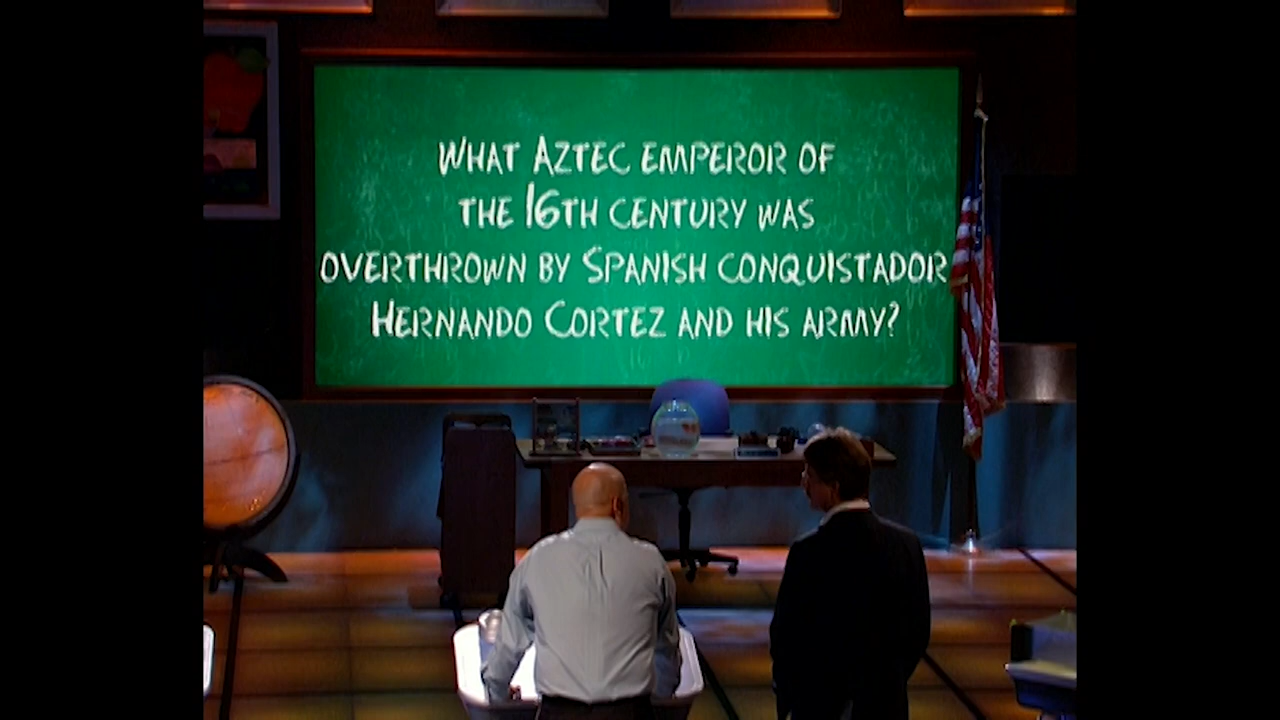 What Aztec emperor of
the 16th century was
overthrown by Spanish conquistador
Hernando Cortez and his army?